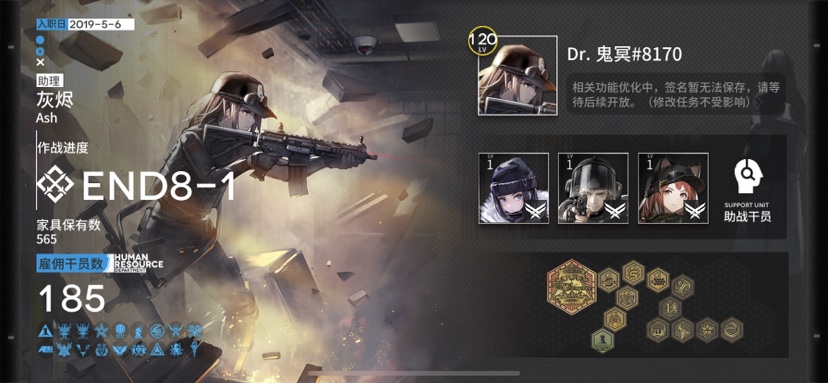 入职日 2019-5-6
助理
灰烬
Ash
作战进度
END8-1
家具保有数
565
雇佣干员数 HUMAN RESOURCE DEPARTMENT
185
120
LV
Dr. 鬼冥#8170
相关功能优化中，签名暂无法保存，请等
待后续开放。（修改任务不受影响）
LV LV LV
1 1 1
SUPPORT UNIT
助战干员